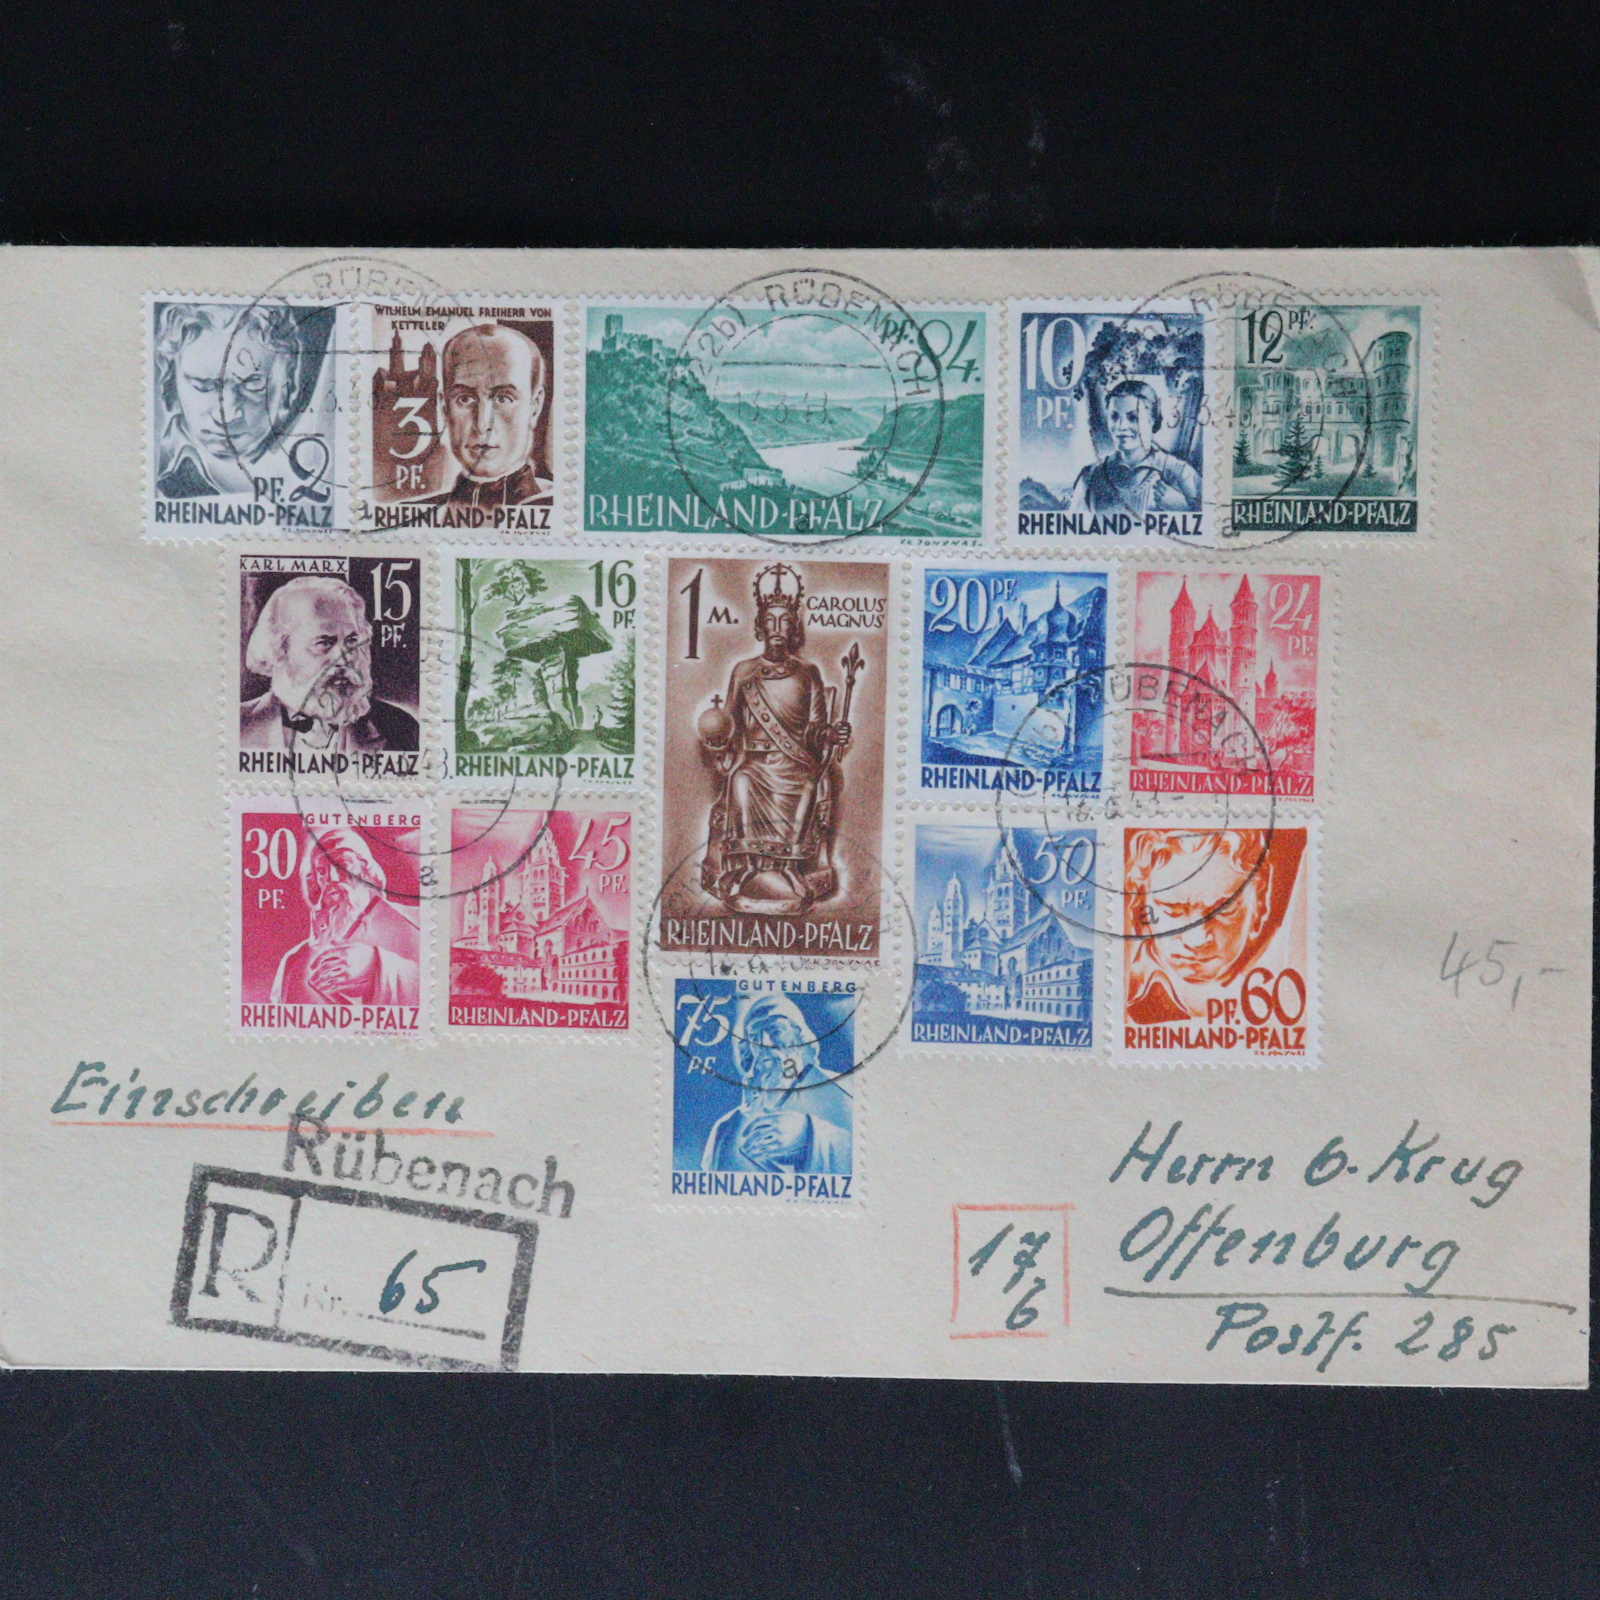 PF. 2
RHEINLAND-PFALZ
WILHELM EMANUEL FREIHERR VON
KETTELER
3
PF.
RHEINLAND-PFALZ
PF. 84.
RHEINLAND-PFALZ
10
PF.
RHEINLAND-PFALZ
12 PF.
RHEINLAND-PFALZ
(22b) RÜBENACH
a
KARL MARX
15
PF.
RHEINLAND-PFALZ
16
PF.
RHEINLAND-PFALZ
1 M.
CAROLUS
MAGNUS
RHEINLAND-PFALZ
20 PF.
RHEINLAND-PFALZ
24
PF.
RHEINLAND-PFALZ
RÜBENACH
a
GUTENBERG
30
PF.
RHEINLAND-PFALZ
45
PF.
RHEINLAND-PFALZ
50
PF.
RHEINLAND-PFALZ
PF. 60
RHEINLAND-PFALZ
GUTENBERG
75
PF.
RHEINLAND-PFALZ
45,-
Einschreiben
Rübenach
R Nr. 65
17
6
Herrn G. Krug
Offenburg
Postf. 285